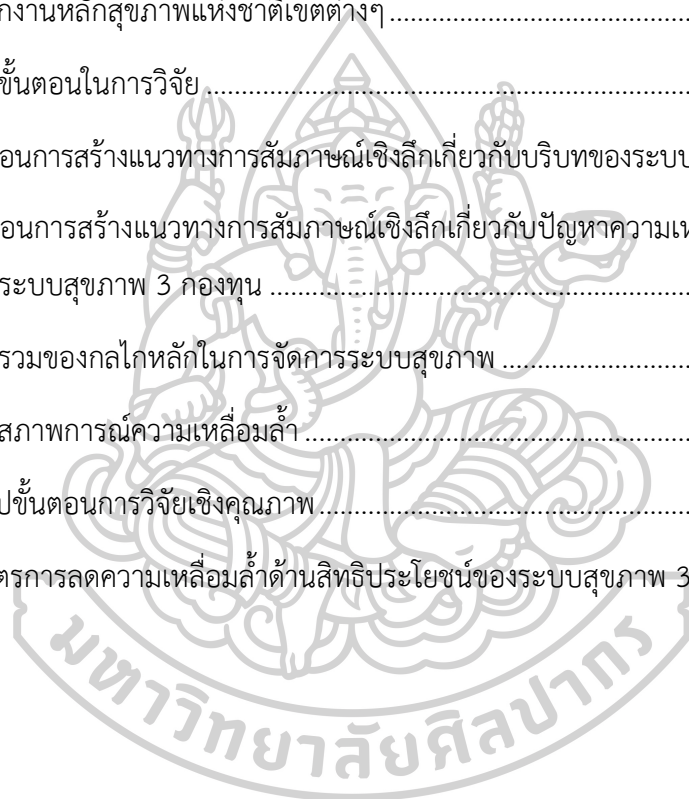 กงานหลักสุขภาพแห่งชาติเขตต่างๆ ........................................................
ขั้นตอนในการวิจัย ........................................................................................
อนการสร้างแนวทางการสัมภาษณ์เชิงลึกเกี่ยวกับบริบทของระบบ
อนการสร้างแนวทางการสัมภาษณ์เชิงลึกเกี่ยวกับปัญหาความเห
ระบบสุขภาพ 3 กองทุน ............................................................................
รวมของกลไกหลักในการจัดการระบบสุขภาพ ..................................
สภาพการณ์ความเหลื่อมล้ำ ......................................................................
ปขั้นตอนการวิจัยเชิงคุณภาพ ....................................................................
ตรการลดความเหลื่อมล้ำด้านสิทธิประโยชน์ของระบบสุขภาพ 3
มหาวิทยาลัยศิลปากร